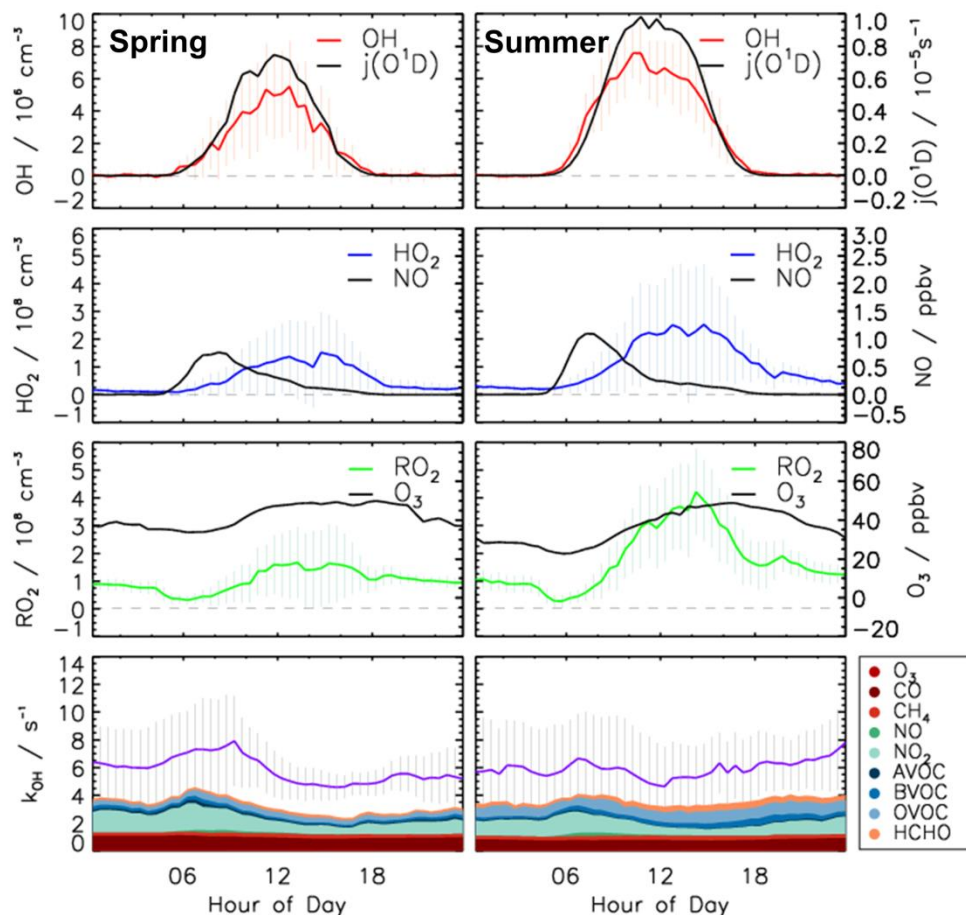 Spring
OH
j(O¹D)
Summer
OH
j(O¹D)
OH / 10⁶ cm⁻³
10
8
6
4
2
0
−2
j(O¹D) / 10⁻⁵s⁻¹
1.0
0.8
0.6
0.4
0.2
0.0
−0.2
HO₂
NO
HO₂
NO
HO₂ / 10⁸ cm⁻³
6
5
4
3
2
1
0
−1
NO / ppbv
3.0
2.5
2.0
1.5
1.0
0.5
0.0
−0.5
RO₂
O₃
RO₂
O₃
RO₂ / 10⁸ cm⁻³
6
5
4
3
2
1
0
−1
O₃ / ppbv
80
60
40
20
0
−20
k_OH / s⁻¹
14
12
10
8
6
4
2
0
O₃
CO
CH₄
NO
NO₂
AVOC
BVOC
OVOC
HCHO
06 12 18
06 12 18
Hour of Day
Hour of Day